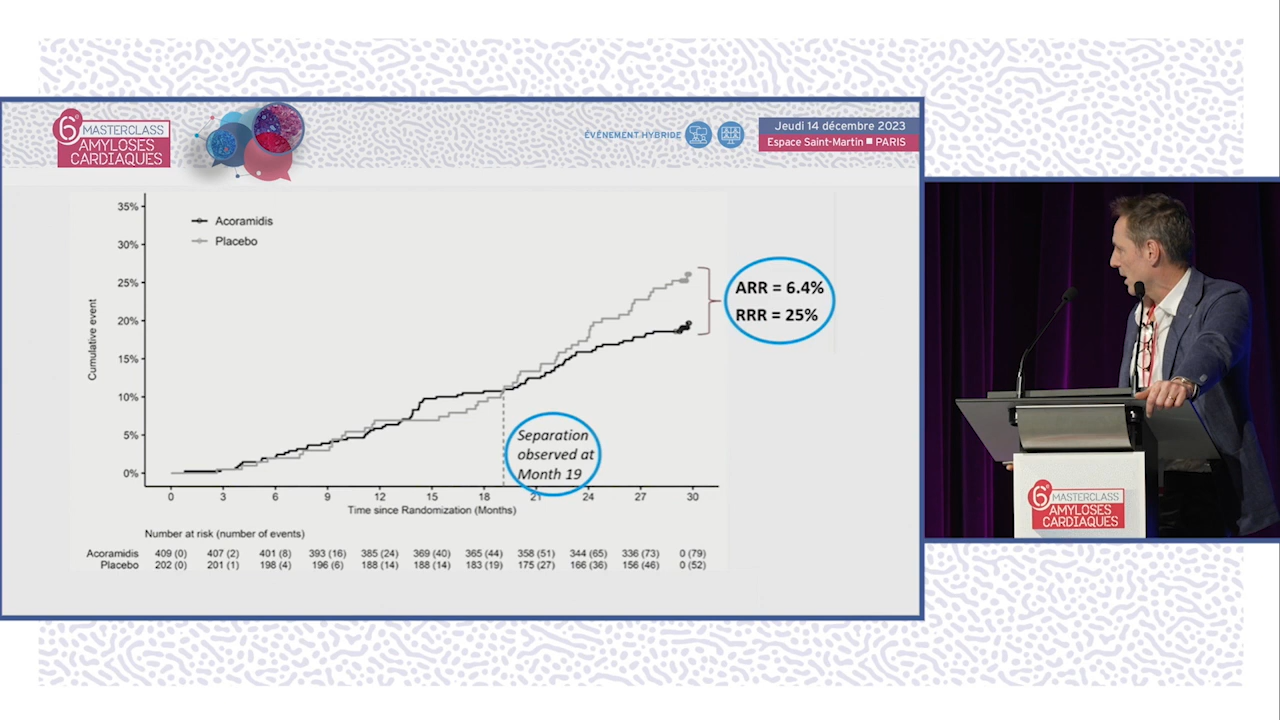 6e
MASTERCLASS
AMYLOSES
CARDIAQUES
ÉVÉNEMENT HYBRIDE
Jeudi 14 décembre 2023
Espace Saint-Martin ■ PARIS
35%
30%
25%
20%
15%
10%
5%
0%
Cumulative event
Acoramidis
Placebo
ARR = 6.4%
RRR = 25%
Separation
observed at
Month 19
0 3 6 9 12 15 18 21 24 27 30
Time since Randomization (Months)
Number at risk (number of events)
Acoramidis 409 (0) 407 (2) 401 (8) 393 (16) 385 (24) 369 (40) 365 (44) 358 (51) 344 (65) 336 (73) 0 (79)
Placebo 202 (0) 201 (1) 198 (4) 196 (6) 188 (14) 188 (14) 183 (19) 175 (27) 166 (36) 156 (46) 0 (52)
6e
MASTERCLASS
AMYLOSES
CARDIAQUES